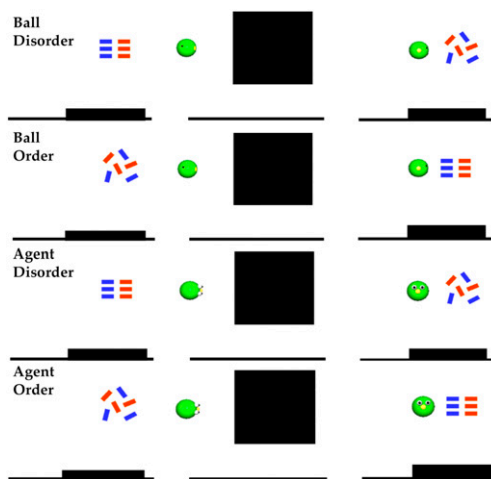 Ball
Disorder
Ball
Order
Agent
Disorder
Agent
Order